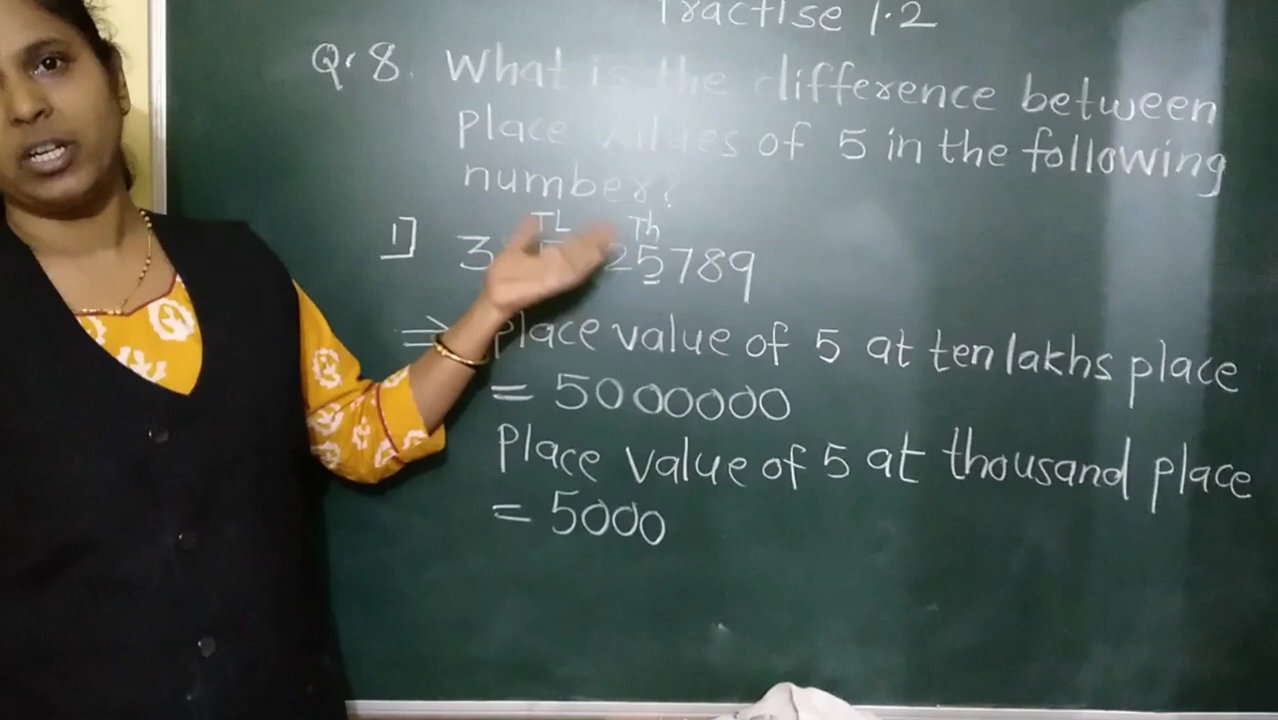 Practise 1.2
Q.8. What is the difference between
place values of 5 in the following
number?
TL Th
1] 3 25789
⇒ place value of 5 at ten lakhs place
= 5000000
place value of 5 at thousand place
= 5000